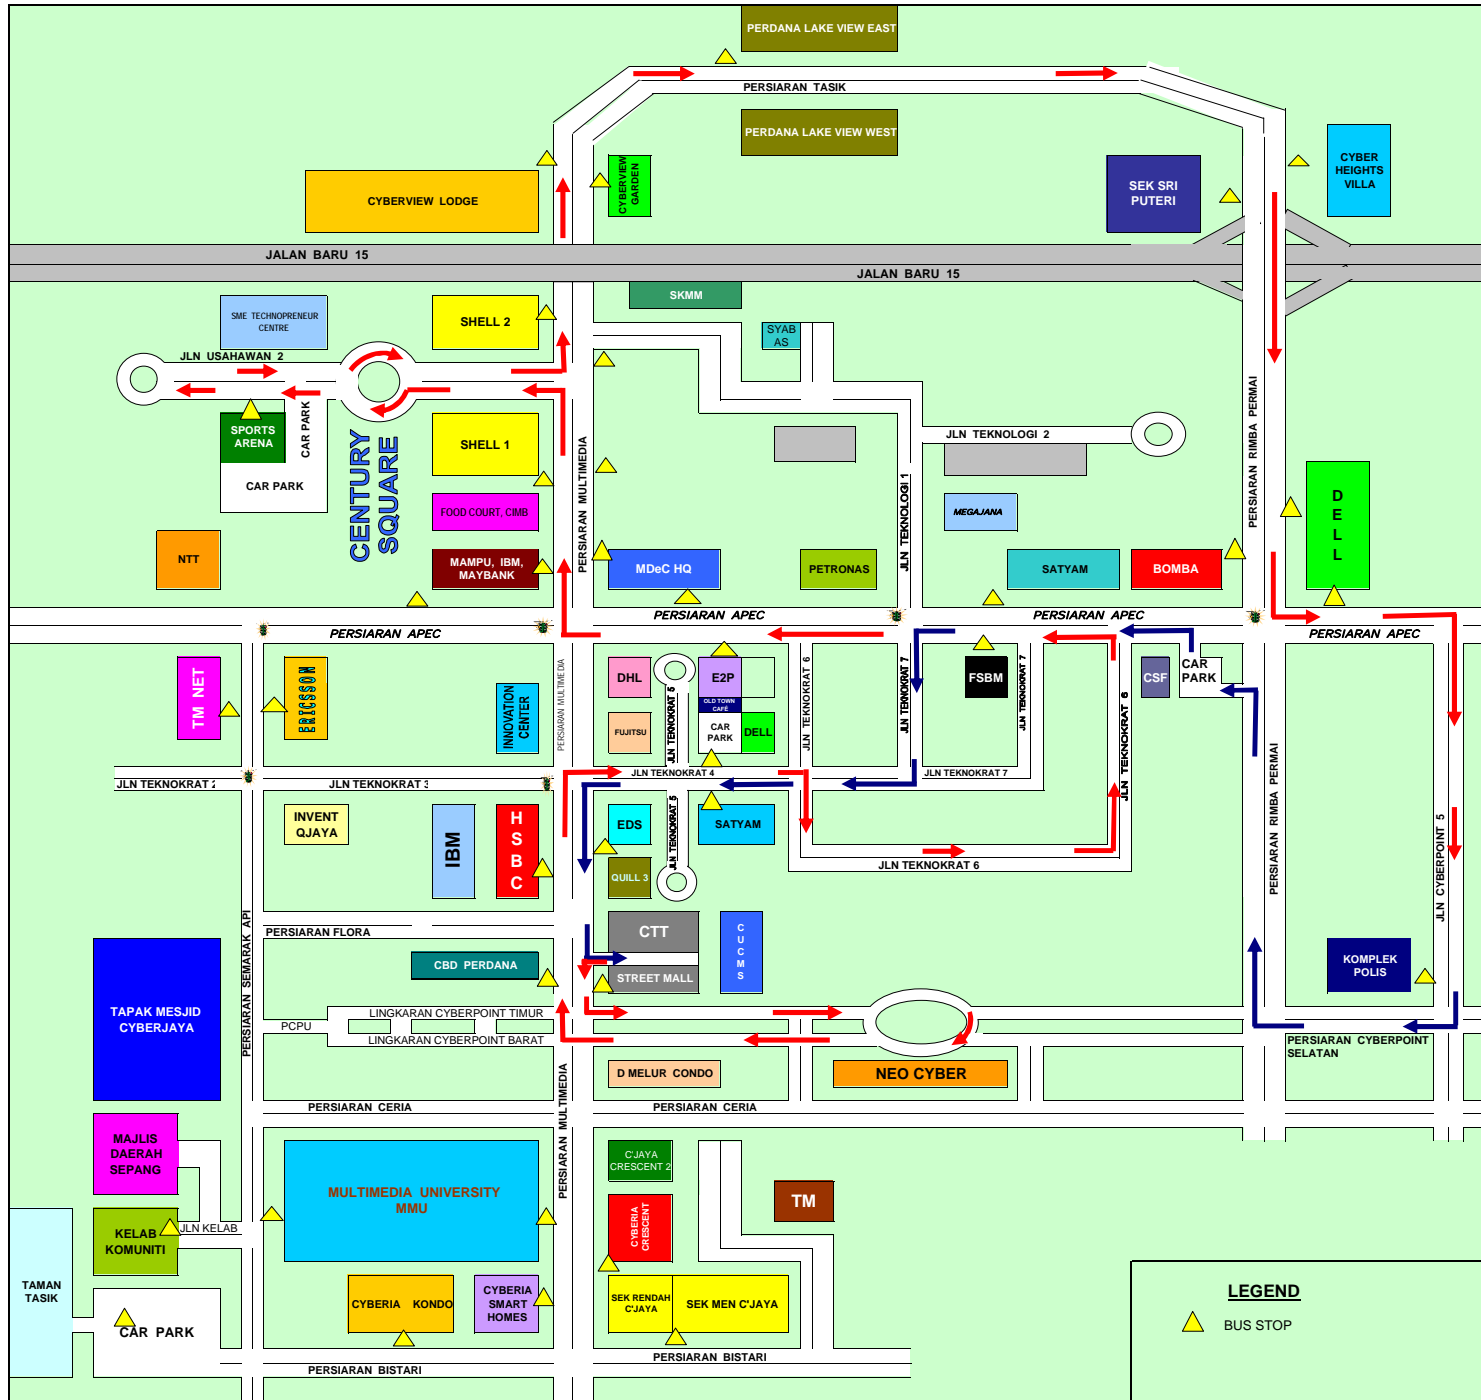 PERDANA LAKE VIEW EAST
PERSIARAN TASIK
PERDANA LAKE VIEW WEST
CYBERVIEW LODGE
CYBERVIEW
GARDEN
SEK SRI
PUTERI
CYBER
HEIGHTS
VILLA
JALAN BARU 15
JALAN BARU 15
SKMM
SME TECHNOPRENEUR
CENTRE
SHELL 2
SYAB
AS
JLN USAHAWAN 2
SPORTS
ARENA
CAR PARK
CAR PARK
CENTURY
SQUARE
SHELL 1
FOOD COURT, CIMB
MAMPU, IBM,
MAYBANK
NTT
PERSIARAN MULTIMEDIA
MDeC HQ
PETRONAS
JLN TEKNOLOGI 1
JLN TEKNOLOGI 2
MEGAJANA
SATYAM
BOMBA
PERSIARAN RIMBA PERMAI
D
E
L
L
PERSIARAN APEC
PERSIARAN APEC
PERSIARAN APEC
PERSIARAN APEC
TM NET
ERICSSON
INNOVATION
CENTER
PERSIARAN MULTIMEDIA
DHL
FUJITSU
JLN TEKNOKRAT 5
E2P
OLD TOWN
CAFÉ
CAR
PARK
DELL
JLN TEKNOKRAT 6
JLN TEKNOKRAT 7
FSBM
JLN TEKNOKRAT 7
JLN TEKNOKRAT 6
CSF
CAR
PARK
JLN TEKNOKRAT 2
JLN TEKNOKRAT 3
JLN TEKNOKRAT 4
JLN TEKNOKRAT 7
INVENT
QJAYA
IBM
H
S
B
C
EDS
QUILL 3
JLN TEKNOKRAT 5
SATYAM
JLN TEKNOKRAT 6
PERSIARAN RIMBA PERMAI
JLN CYBERPOINT 5
PERSIARAN SEMARAK API
PERSIARAN FLORA
CBD PERDANA
CTT
STREET MALL
C
U
C
M
S
KOMPLEK
POLIS
TAPAK MESJID
CYBERJAYA
LINGKARAN CYBERPOINT TIMUR
PCPU
LINGKARAN CYBERPOINT BARAT
PERSIARAN CYBERPOINT
SELATAN
D MELUR CONDO
NEO CYBER
PERSIARAN CERIA
PERSIARAN CERIA
PERSIARAN MULTIMEDIA
MAJLIS
DAERAH
SEPANG
MULTIMEDIA UNIVERSITY
MMU
C'JAYA
CRESCENT 2
CYBERIA
CRESCENT
TM
KELAB
KOMUNITI
JLN KELAB
TAMAN
TASIK
CAR PARK
CYBERIA KONDO
CYBERIA
SMART
HOMES
SEK RENDAH
C'JAYA
SEK MEN C'JAYA
PERSIARAN BISTARI
PERSIARAN BISTARI
LEGEND
BUS STOP